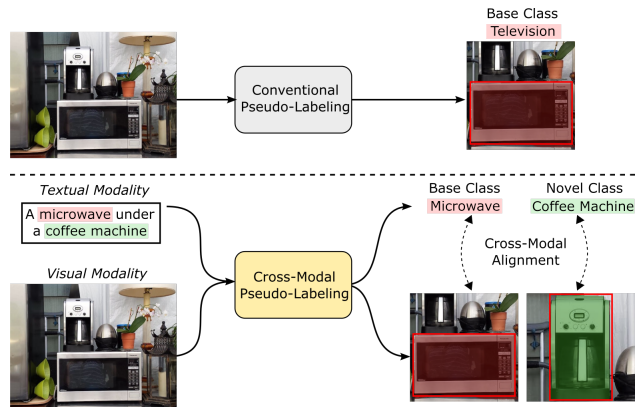 Base Class
Television
Conventional
Pseudo-Labeling
Textual Modality
A microwave under
a coffee machine
Visual Modality
Cross-Modal
Pseudo-Labeling
Base Class
Microwave
Novel Class
Coffee Machine
Cross-Modal
Alignment